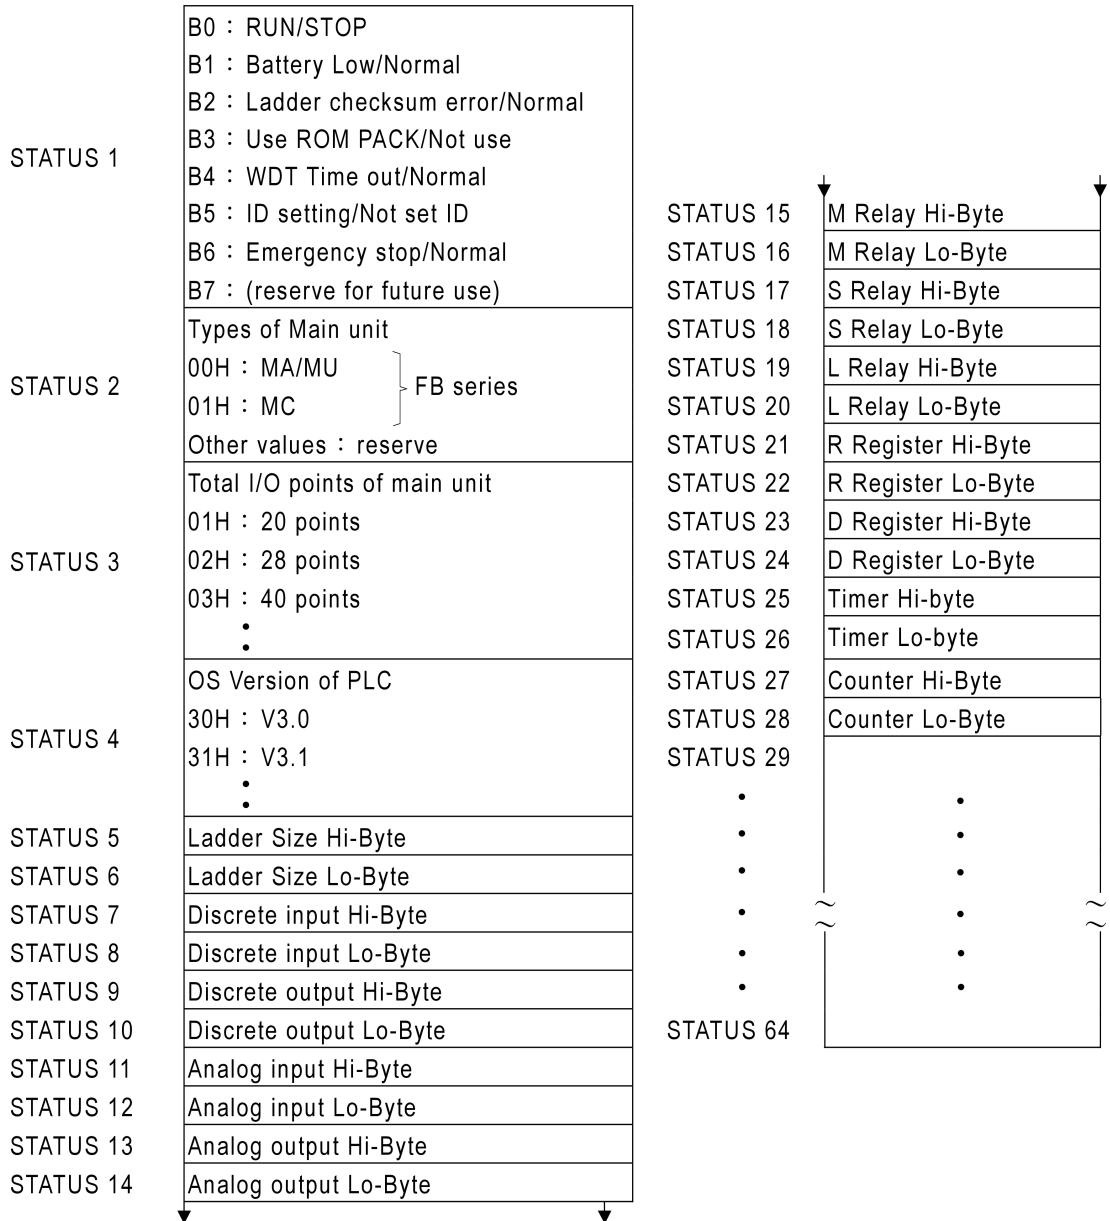 STATUS 1
B0：RUN/STOP
B1：Battery Low/Normal
B2：Ladder checksum error/Normal
B3：Use ROM PACK/Not use
B4：WDT Time out/Normal
B5：ID setting/Not set ID
B6：Emergency stop/Normal
B7：(reserve for future use)
STATUS 2
Types of Main unit
00H：MA/MU
01H：MC
FB series
Other values：reserve
STATUS 3
Total I/O points of main unit
01H：20 points
02H：28 points
03H：40 points
STATUS 4
OS Version of PLC
30H：V3.0
31H：V3.1
STATUS 5 Ladder Size Hi-Byte
STATUS 6 Ladder Size Lo-Byte
STATUS 7 Discrete input Hi-Byte
STATUS 8 Discrete input Lo-Byte
STATUS 9 Discrete output Hi-Byte
STATUS 10 Discrete output Lo-Byte
STATUS 11 Analog input Hi-Byte
STATUS 12 Analog input Lo-Byte
STATUS 13 Analog output Hi-Byte
STATUS 14 Analog output Lo-Byte
STATUS 15 M Relay Hi-Byte
STATUS 16 M Relay Lo-Byte
STATUS 17 S Relay Hi-Byte
STATUS 18 S Relay Lo-Byte
STATUS 19 L Relay Hi-Byte
STATUS 20 L Relay Lo-Byte
STATUS 21 R Register Hi-Byte
STATUS 22 R Register Lo-Byte
STATUS 23 D Register Hi-Byte
STATUS 24 D Register Lo-Byte
STATUS 25 Timer Hi-byte
STATUS 26 Timer Lo-byte
STATUS 27 Counter Hi-Byte
STATUS 28 Counter Lo-Byte
STATUS 29
STATUS 64